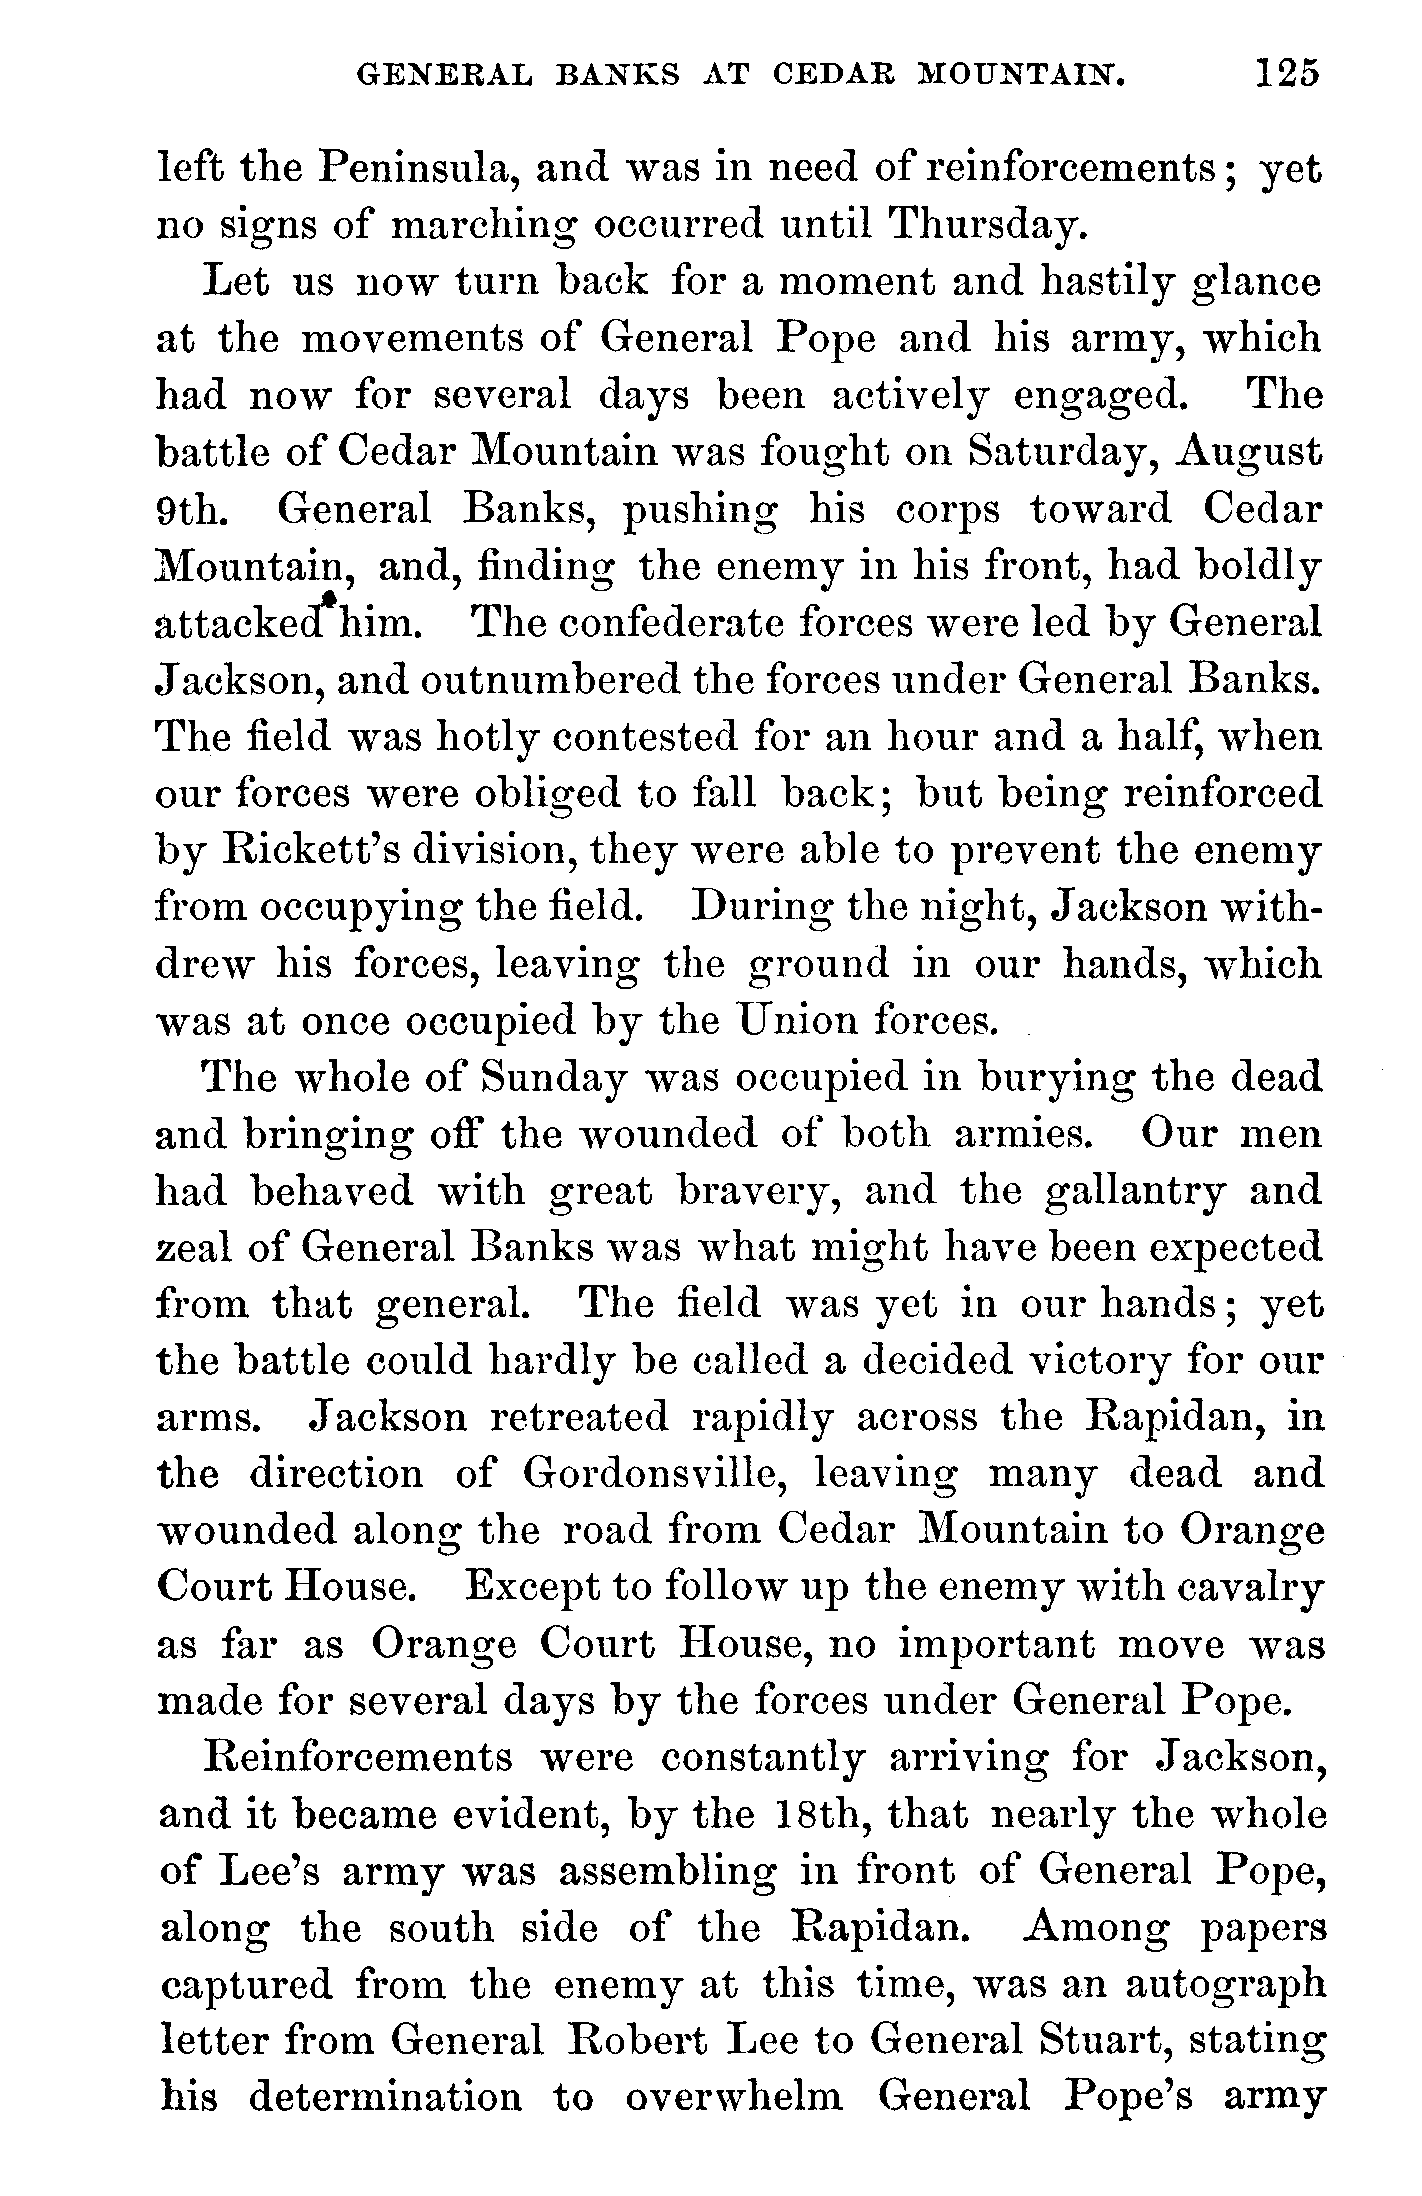 GENERAL BANKS AT CEDAR MOUNTAIN. 125
left the Peninsula, and was in need of reinforcements; yet
no signs of marching occurred until Thursday.
Let us now turn back for a moment and hastily glance
at the movements of General Pope and his army, which
had now for several days been actively engaged. The
battle of Cedar Mountain was fought on Saturday, August
9th. General Banks, pushing his corps toward Cedar
Mountain, and, finding the enemy in his front, had boldly
attacked him. The confederate forces were led by General
Jackson, and outnumbered the forces under General Banks.
The field was hotly contested for an hour and a half, when
our forces were obliged to fall back; but being reinforced
by Rickett's division, they were able to prevent the enemy
from occupying the field. During the night, Jackson with-
drew his forces, leaving the ground in our hands, which
was at once occupied by the Union forces.
The whole of Sunday was occupied in burying the dead
and bringing off the wounded of both armies. Our men
had behaved with great bravery, and the gallantry and
zeal of General Banks was what might have been expected
from that general. The field was yet in our hands; yet
the battle could hardly be called a decided victory for our
arms. Jackson retreated rapidly across the Rapidan, in
the direction of Gordonsville, leaving many dead and
wounded along the road from Cedar Mountain to Orange
Court House. Except to follow up the enemy with cavalry
as far as Orange Court House, no important move was
made for several days by the forces under General Pope.
Reinforcements were constantly arriving for Jackson,
and it became evident, by the 18th, that nearly the whole
of Lee's army was assembling in front of General Pope,
along the south side of the Rapidan. Among papers
captured from the enemy at this time, was an autograph
letter from General Robert Lee to General Stuart, stating
his determination to overwhelm General Pope's army